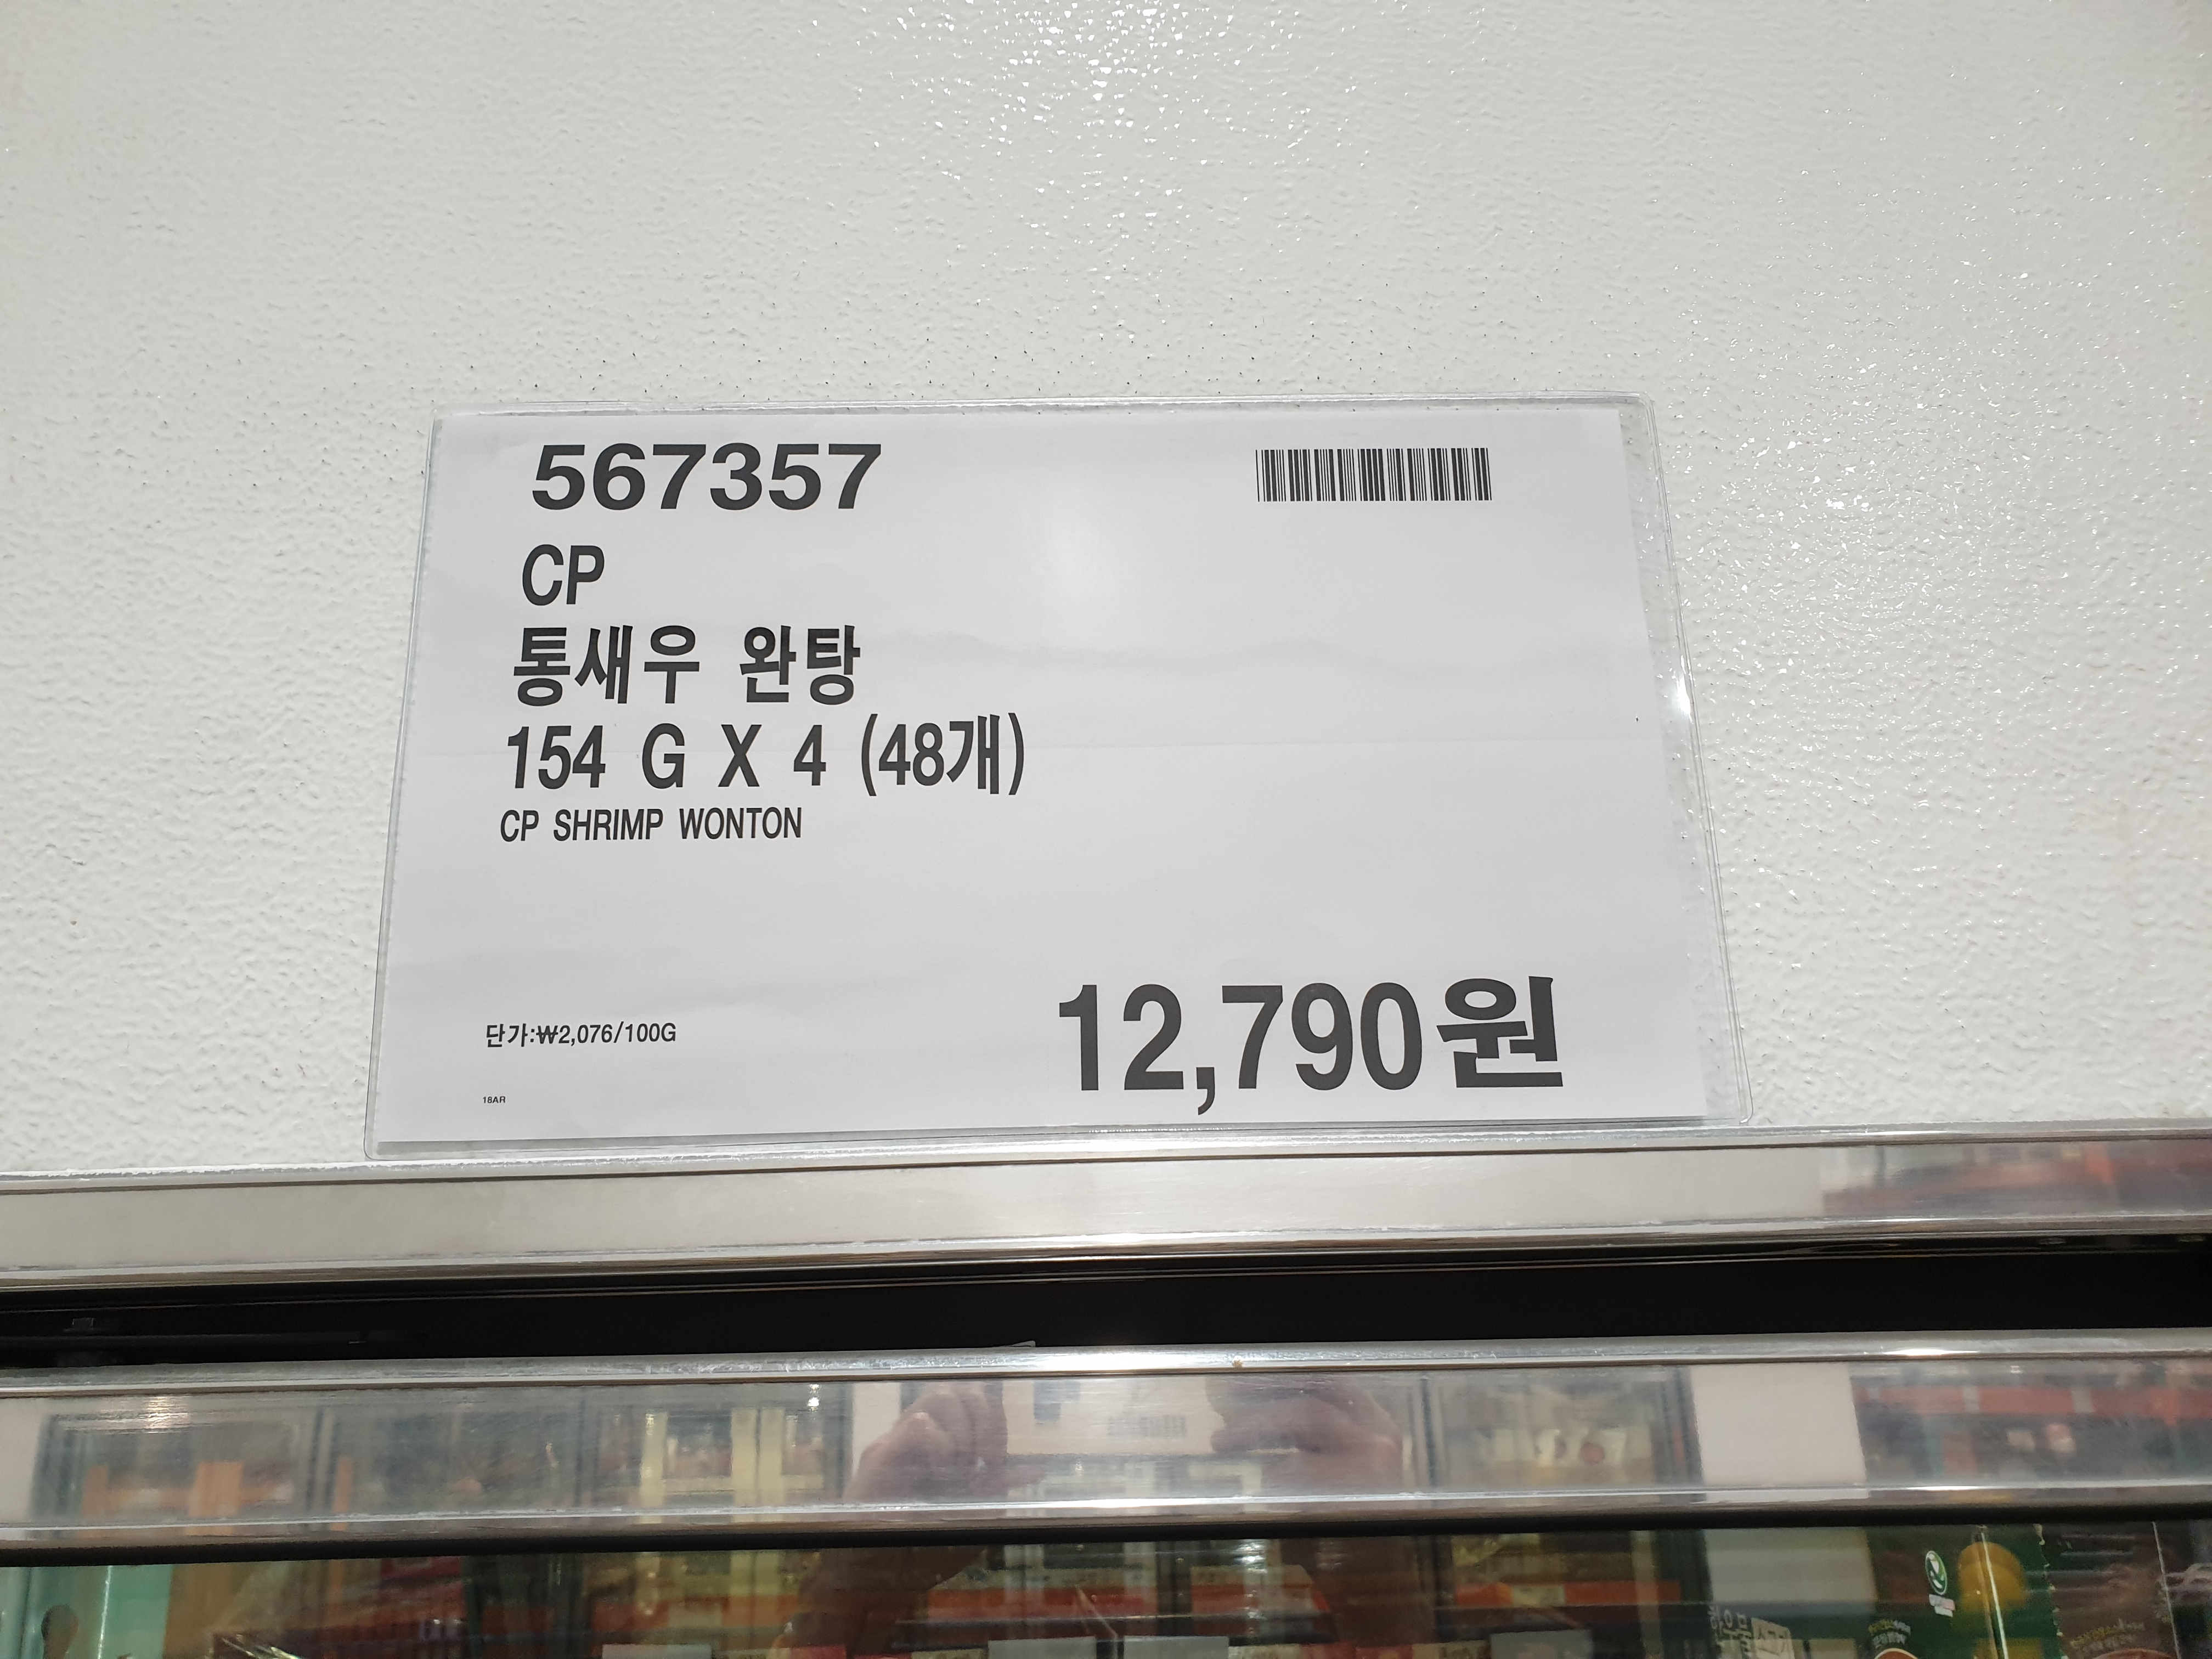 567357
CP
통새우 완탕
154 G X 4 (48개)
CP SHRIMP WONTON
단가:₩2,076/100G
12,790원
18AR